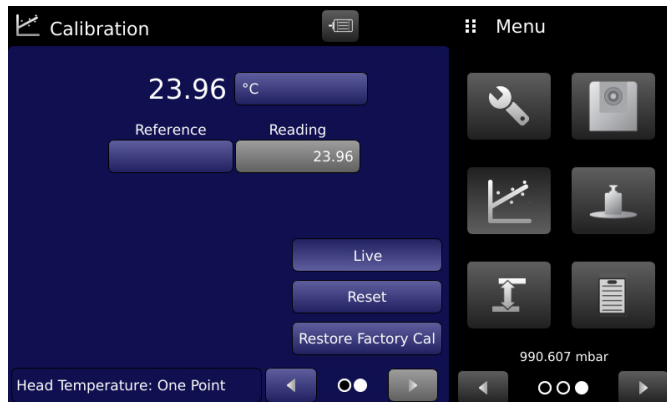 Calibration
Menu
23.96 °C
Reference Reading
23.96
Live
Reset
Restore Factory Cal
990.607 mbar
Head Temperature: One Point